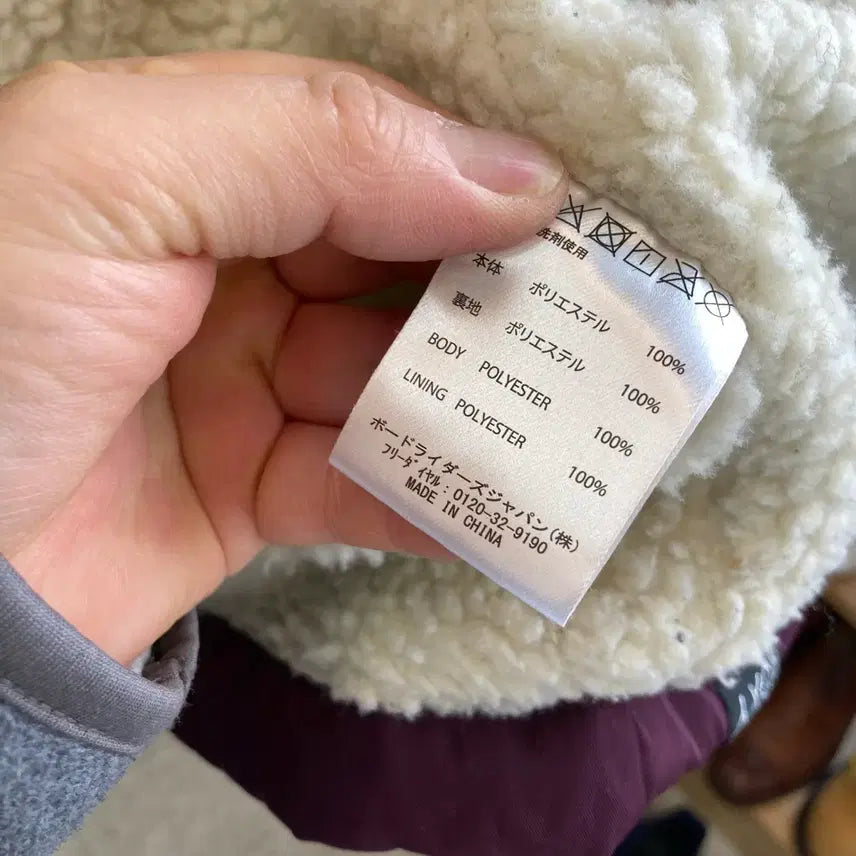 洗剤使用
本体 ポリエステル 100%
裏地 ポリエステル 100%
BODY POLYESTER 100%
LINING POLYESTER 100%
ボードライダーズジャパン(株)
フリーダイヤル:0120-32-9190
MADE IN CHINA